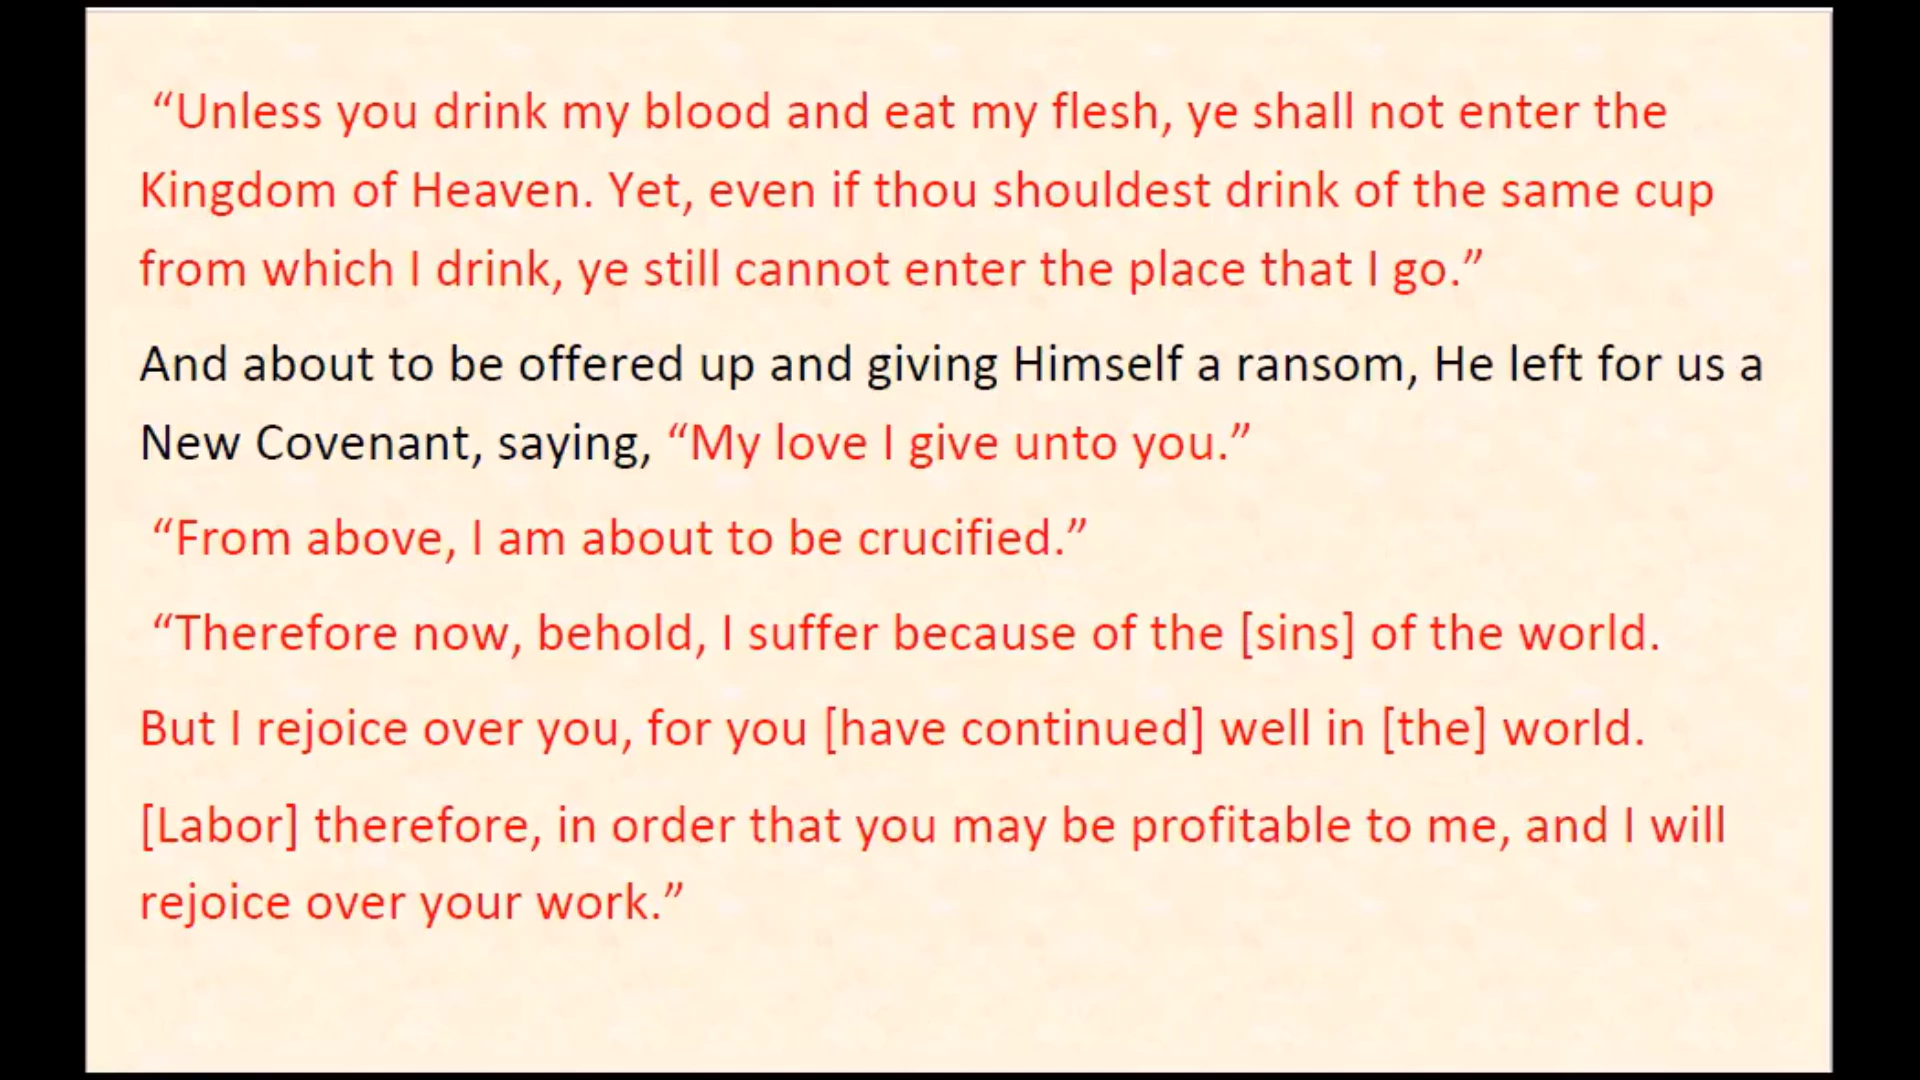 “Unless you drink my blood and eat my flesh, ye shall not enter the
Kingdom of Heaven. Yet, even if thou shouldest drink of the same cup
from which I drink, ye still cannot enter the place that I go.”
And about to be offered up and giving Himself a ransom, He left for us a
New Covenant, saying, “My love I give unto you.”
“From above, I am about to be crucified.”
“Therefore now, behold, I suffer because of the [sins] of the world.
But I rejoice over you, for you [have continued] well in [the] world.
[Labor] therefore, in order that you may be profitable to me, and I will
rejoice over your work.”